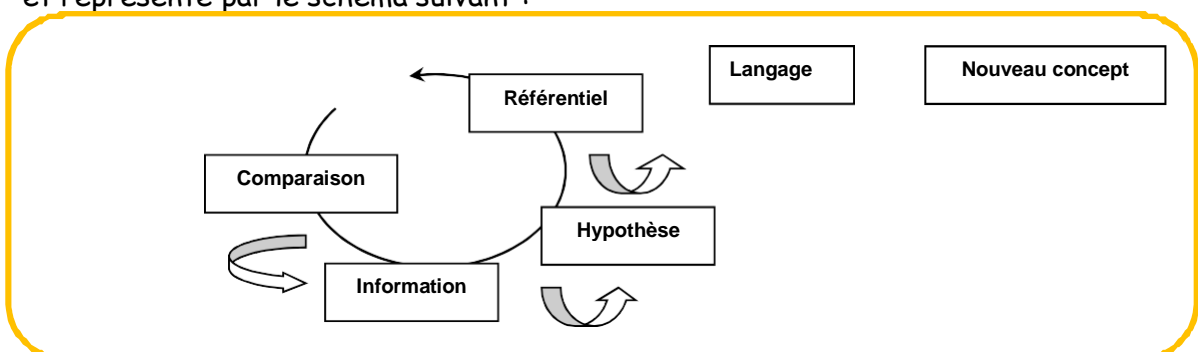 et représenté par le schéma suivant :
Langage
Nouveau concept
Référentiel
Comparaison
Hypothèse
Information